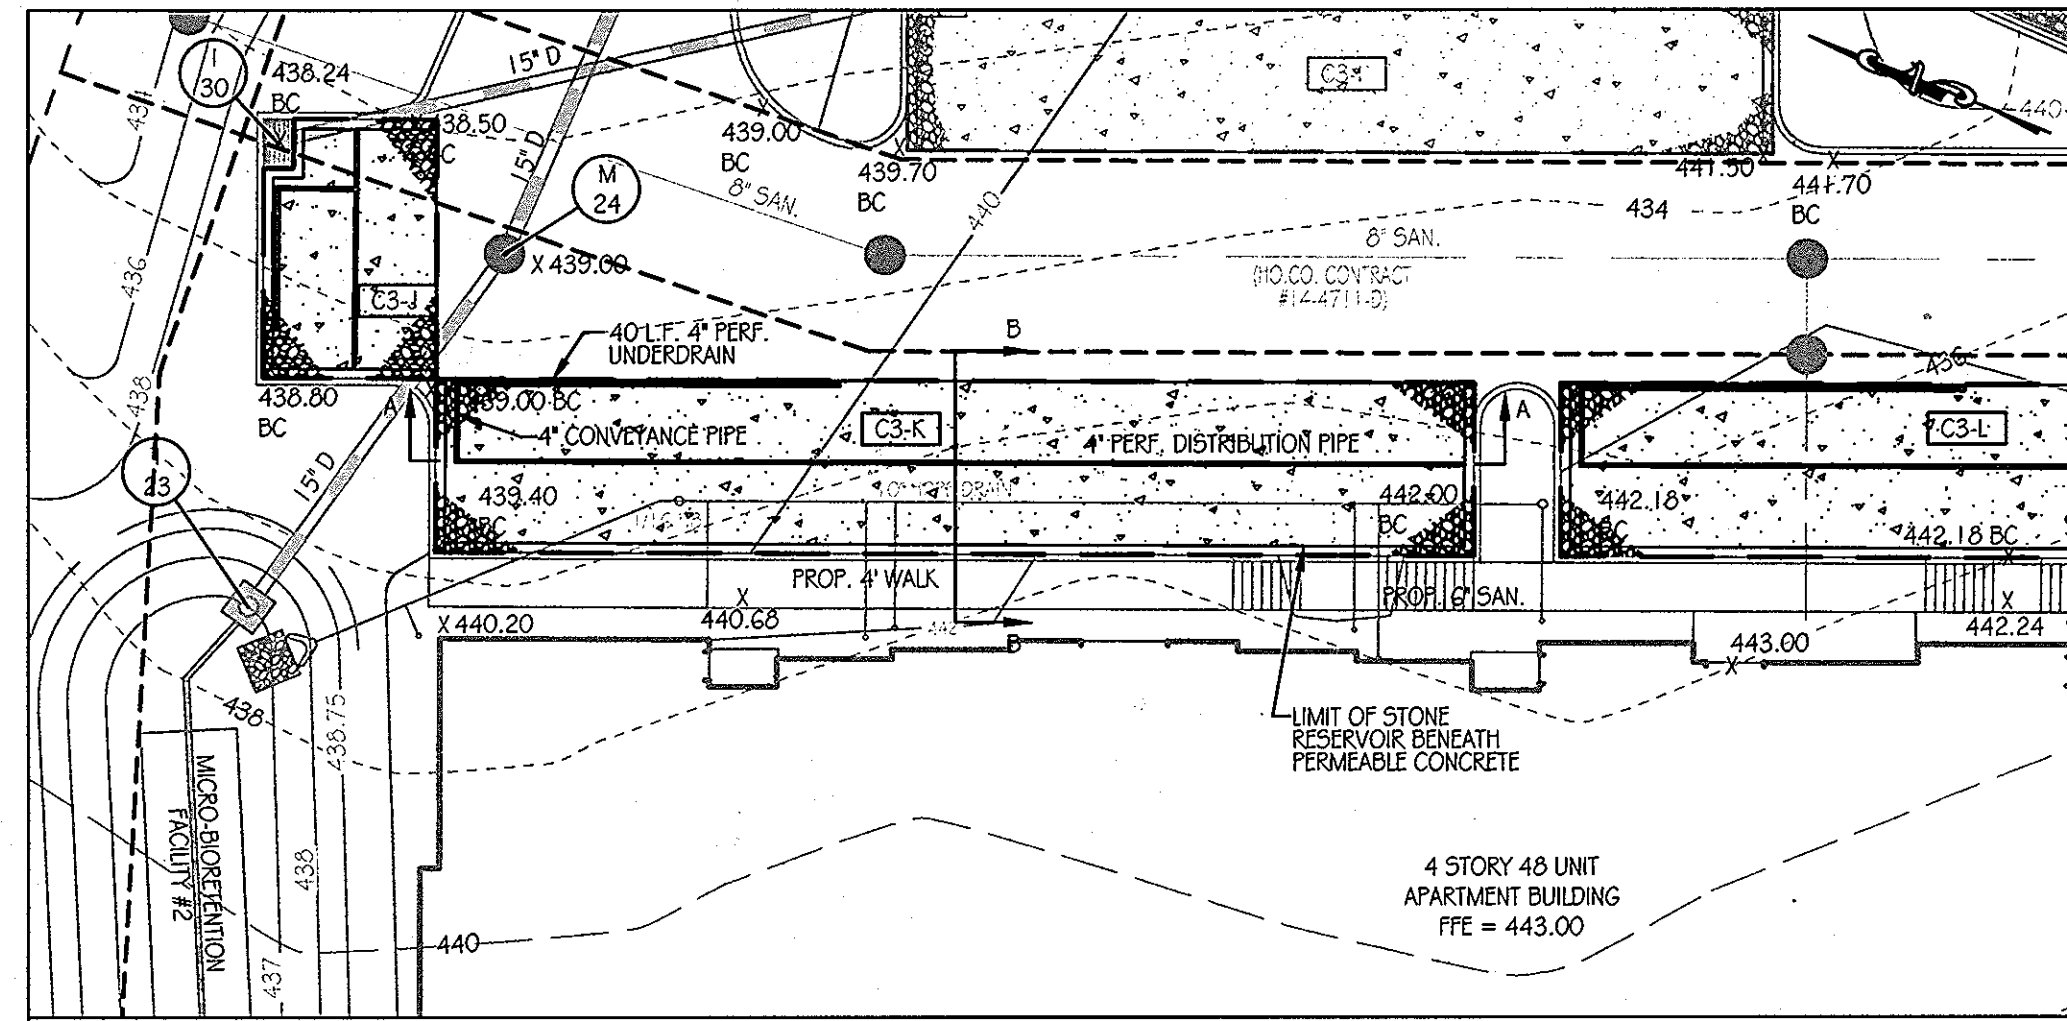 I
30
438.24
BC
15" D
C3-I
440
434
38.50
C
439.00
BC
439.70
BC
441.50
441.70
BC
15" D
M
24
8" SAN.
440
434
8" SAN.
(HO.CO. CONTRACT
#14-4711-D)
X 439.00
436
C3-J
40 L.F. 4" PERF.
UNDERDRAIN
B
436
438.80
BC
438
A
439.00 BC
4" CONVEYANCE PIPE
C3-K
4" PERF. DISTRIBUTION PIPE
A
C3-L
23
15" D
439.40
BC
442.00
BC
442.18
BC
442.18 BC
PROP. 4' WALK
PROP. 6" SAN.
X 440.20
X
440.68
442
B
443.00
X
X
442.24
438
438.75
LIMIT OF STONE
RESERVOIR BENEATH
PERMEABLE CONCRETE
MICRO-BIORETENTION
FACILITY #2
438
437
440
4 STORY 48 UNIT
APARTMENT BUILDING
FFE = 443.00